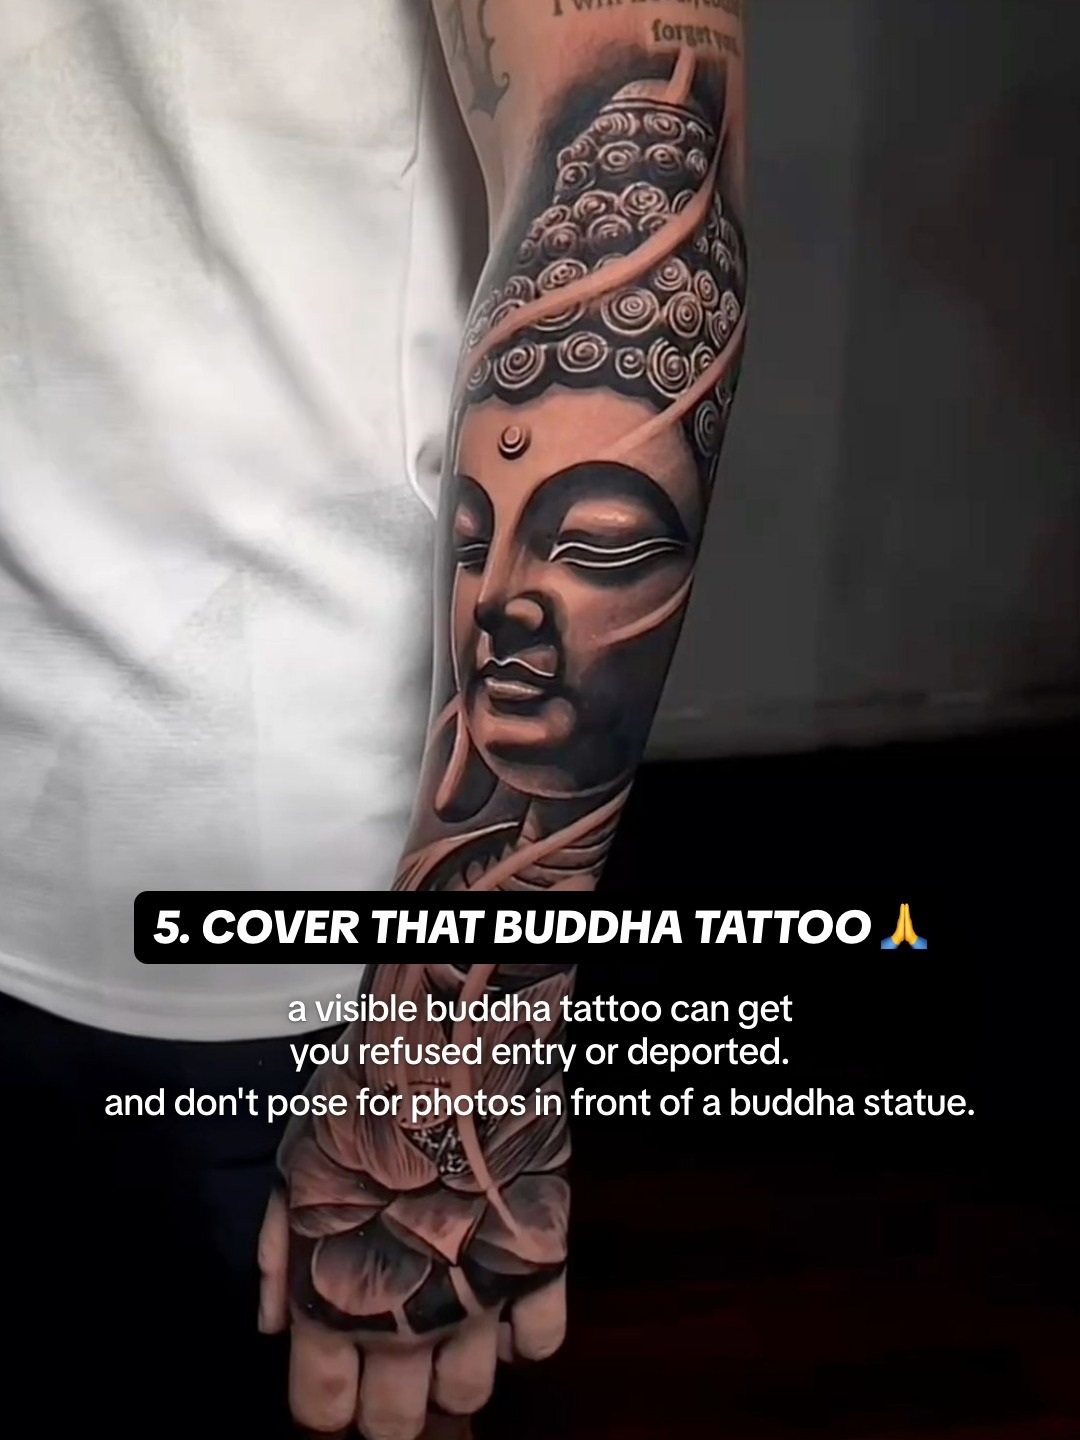 forget you
5. COVER THAT BUDDHA TATTOO 🙏
a visible buddha tattoo can get
you refused entry or deported.
and don't pose for photos in front of a buddha statue.